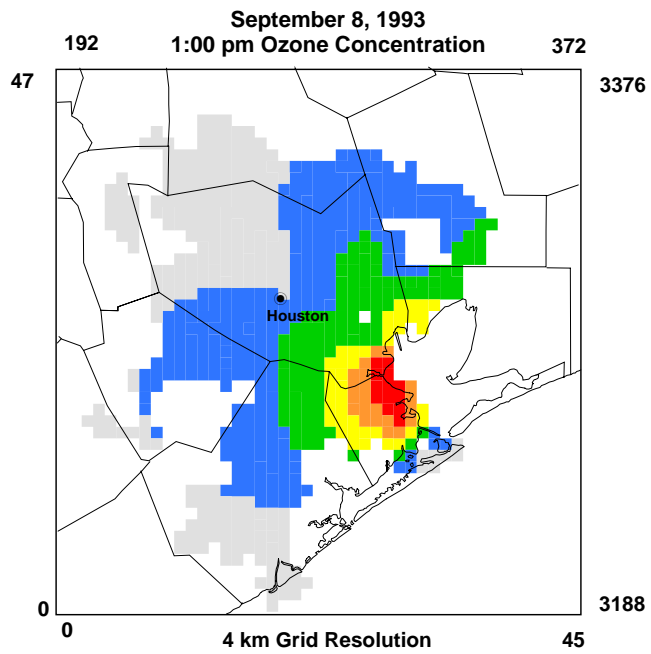 September 8, 1993
192 1:00 pm Ozone Concentration 372
47 3376
Houston
0 3188
0 4 km Grid Resolution 45